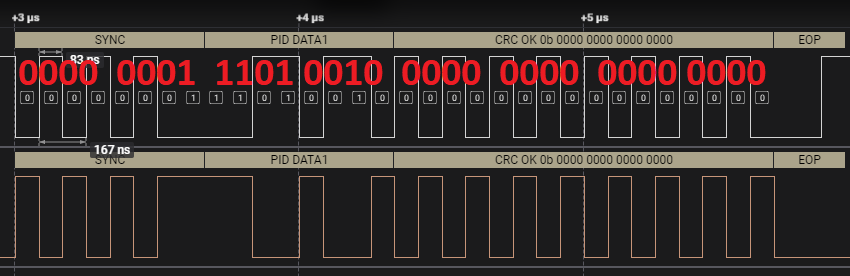 +3 µs +4 µs +5 µs
SYNC PID DATA1 CRC OK 0b 0000 0000 0000 0000 EOP
83 ns
0000 0001 1101 0010 0000 0000 0000 0000
0 0 0 0 0 0 0 1 1 1 0 1 0 0 1 0 0 0 0 0 0 0 0 0 0 0 0 0 0 0 0 0
167 ns
SYNC PID DATA1 CRC OK 0b 0000 0000 0000 0000 EOP